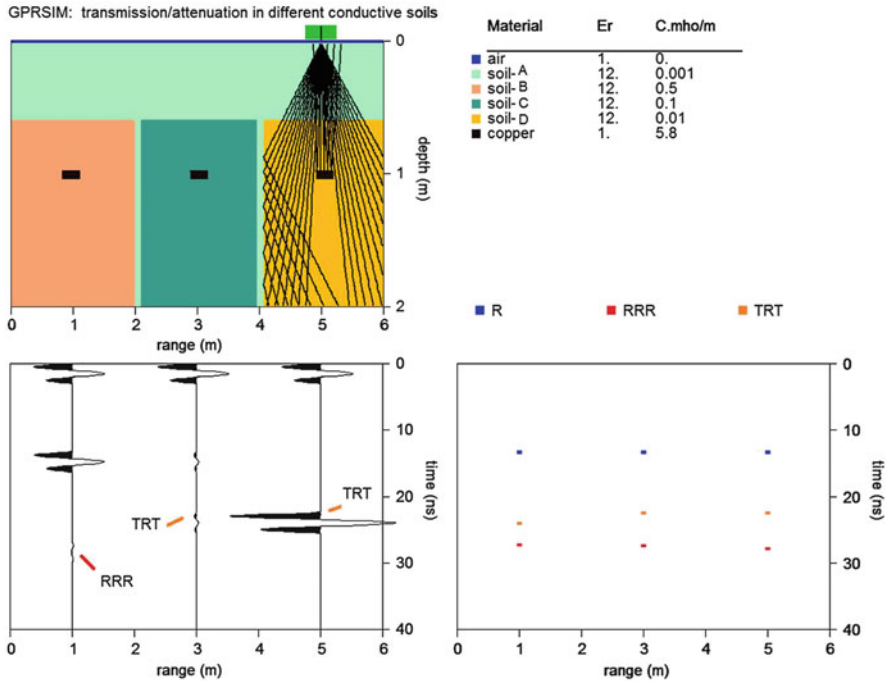 GPRSIM: transmission/attenuation in different conductive soils
Material Er C.mho/m
air 1. 0.
soil-A 12. 0.001
soil-B 12. 0.5
soil-C 12. 0.1
soil-D 12. 0.01
copper 1. 5.8
0
1
2
depth (m)
0 1 2 3 4 5 6
range (m)
R RRR TRT
0
10
20
30
40
time (ns)
TRT
TRT
RRR
0 1 2 3 4 5 6
range (m)
0
10
20
30
40
time (ns)
0 1 2 3 4 5 6
range (m)